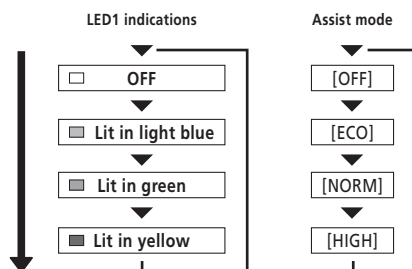 LED1 indications Assist mode
OFF [OFF]
Lit in light blue [ECO]
Lit in green [NORM]
Lit in yellow [HIGH]